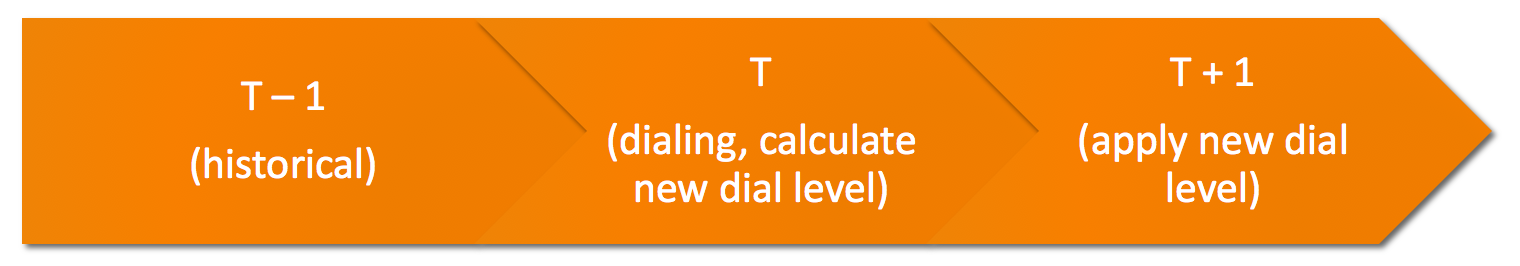 T – 1
(historical)
T
(dialing, calculate
new dial level)
T + 1
(apply new dial
level)